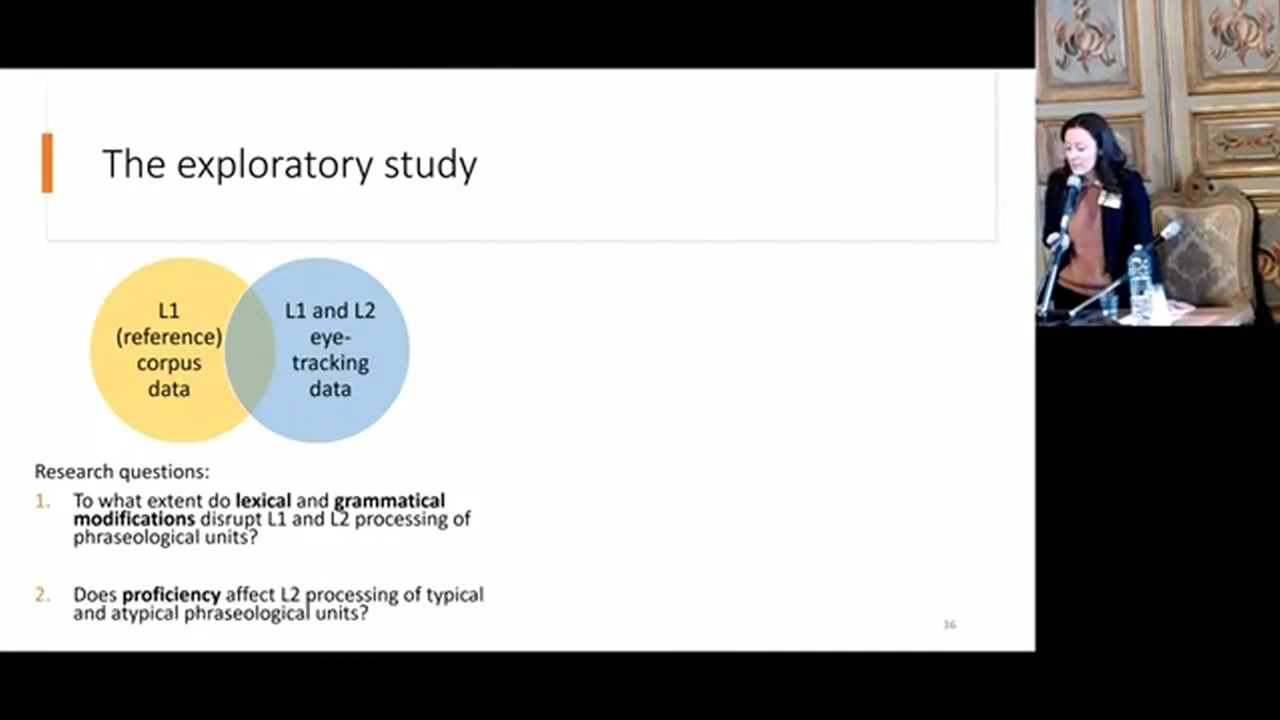 The exploratory study
L1
(reference)
corpus
data
L1 and L2
eye-
tracking
data
Research questions:
1. To what extent do lexical and grammatical
modifications disrupt L1 and L2 processing of
phraseological units?
2. Does proficiency affect L2 processing of typical
and atypical phraseological units?
36